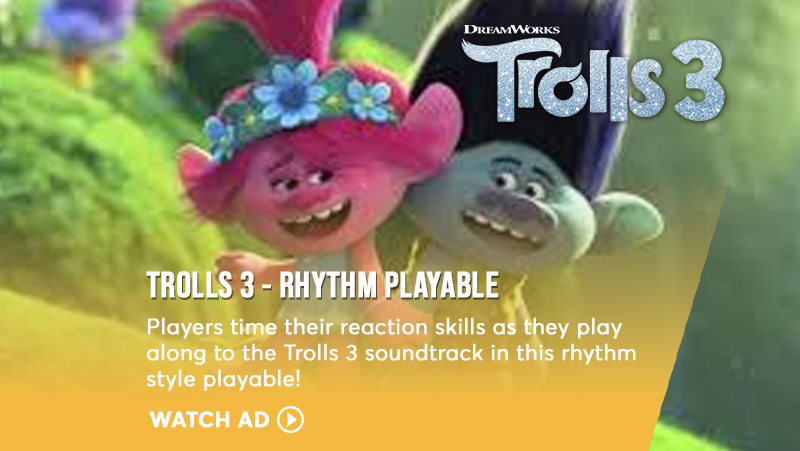 DREAMWORKS
Trolls 3
TROLLS 3 - RHYTHM PLAYABLE
Players time their reaction skills as they play
along to the Trolls 3 soundtrack in this rhythm
style playable!
WATCH AD